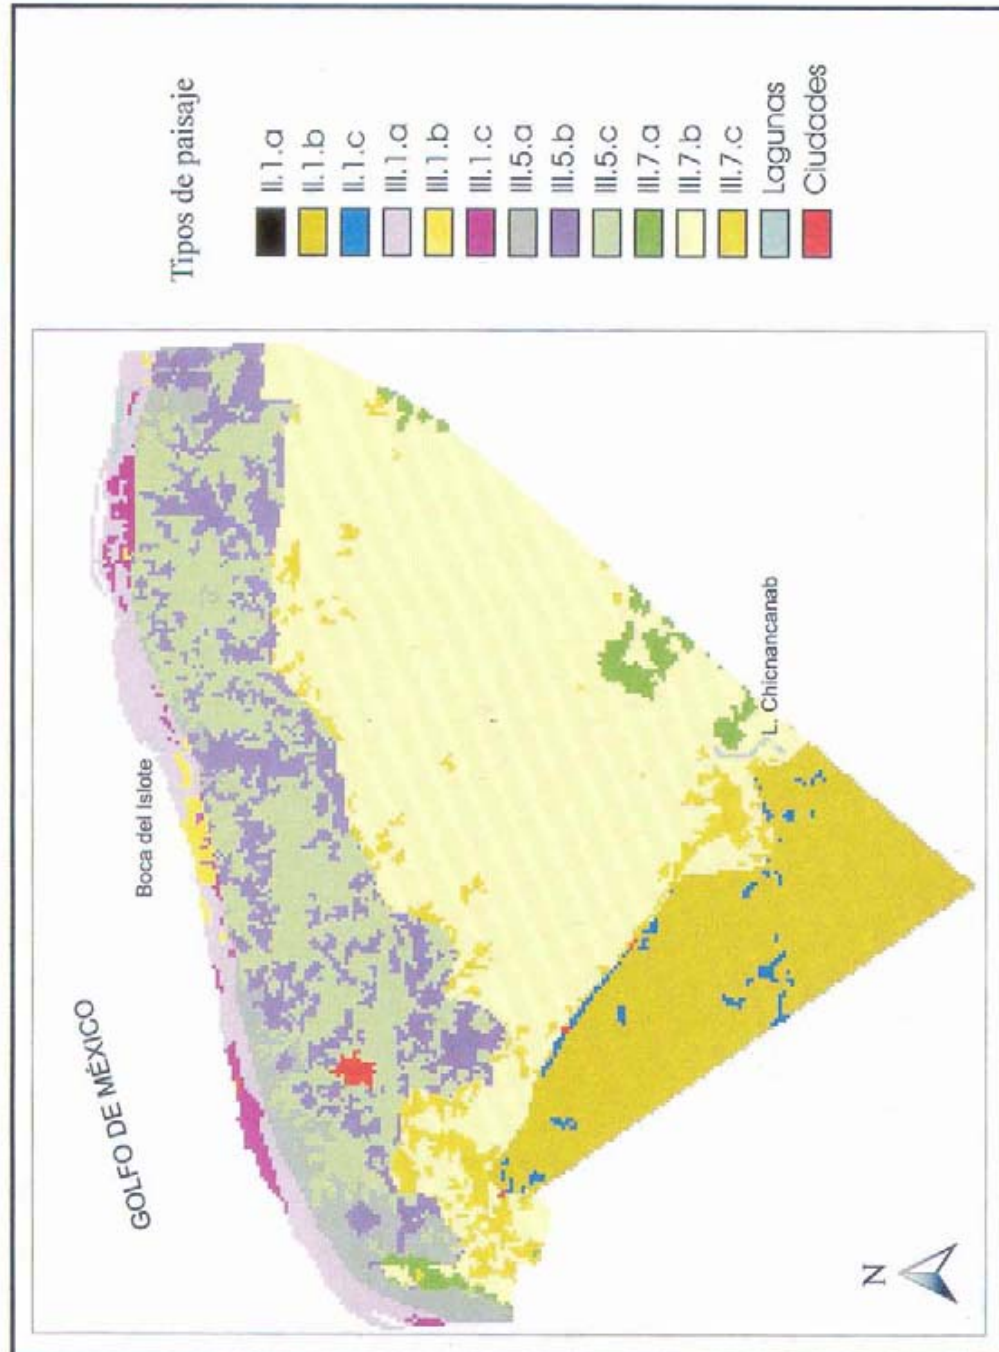 Tipos de paisaje
II.1.a
II.1.b
II.1.c
III.1.a
III.1.b
III.1.c
III.5.a
III.5.b
III.5.c
III.7.a
III.7.b
III.7.c
Lagunas
Ciudades
GOLFO DE MÉXICO
Boca del Islote
L. Chicnancanab
N